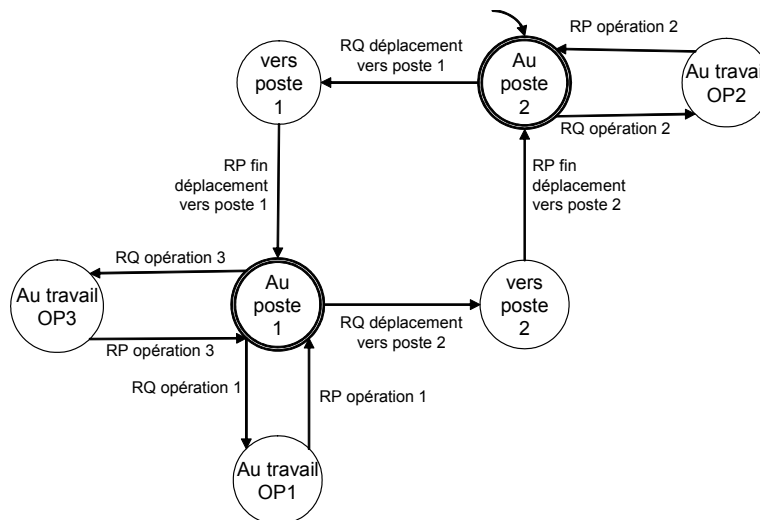 RP opération 2
RQ déplacement
vers poste 1
vers
poste
1
Au
poste
2
Au travail
OP2
RQ opération 2
RP fin
déplacement
vers poste 1
RP fin
déplacement
vers poste 2
RQ opération 3
Au travail
OP3
Au
poste
1
vers
poste
2
RQ déplacement
vers poste 2
RP opération 3
RQ opération 1
RP opération 1
Au travail
OP1